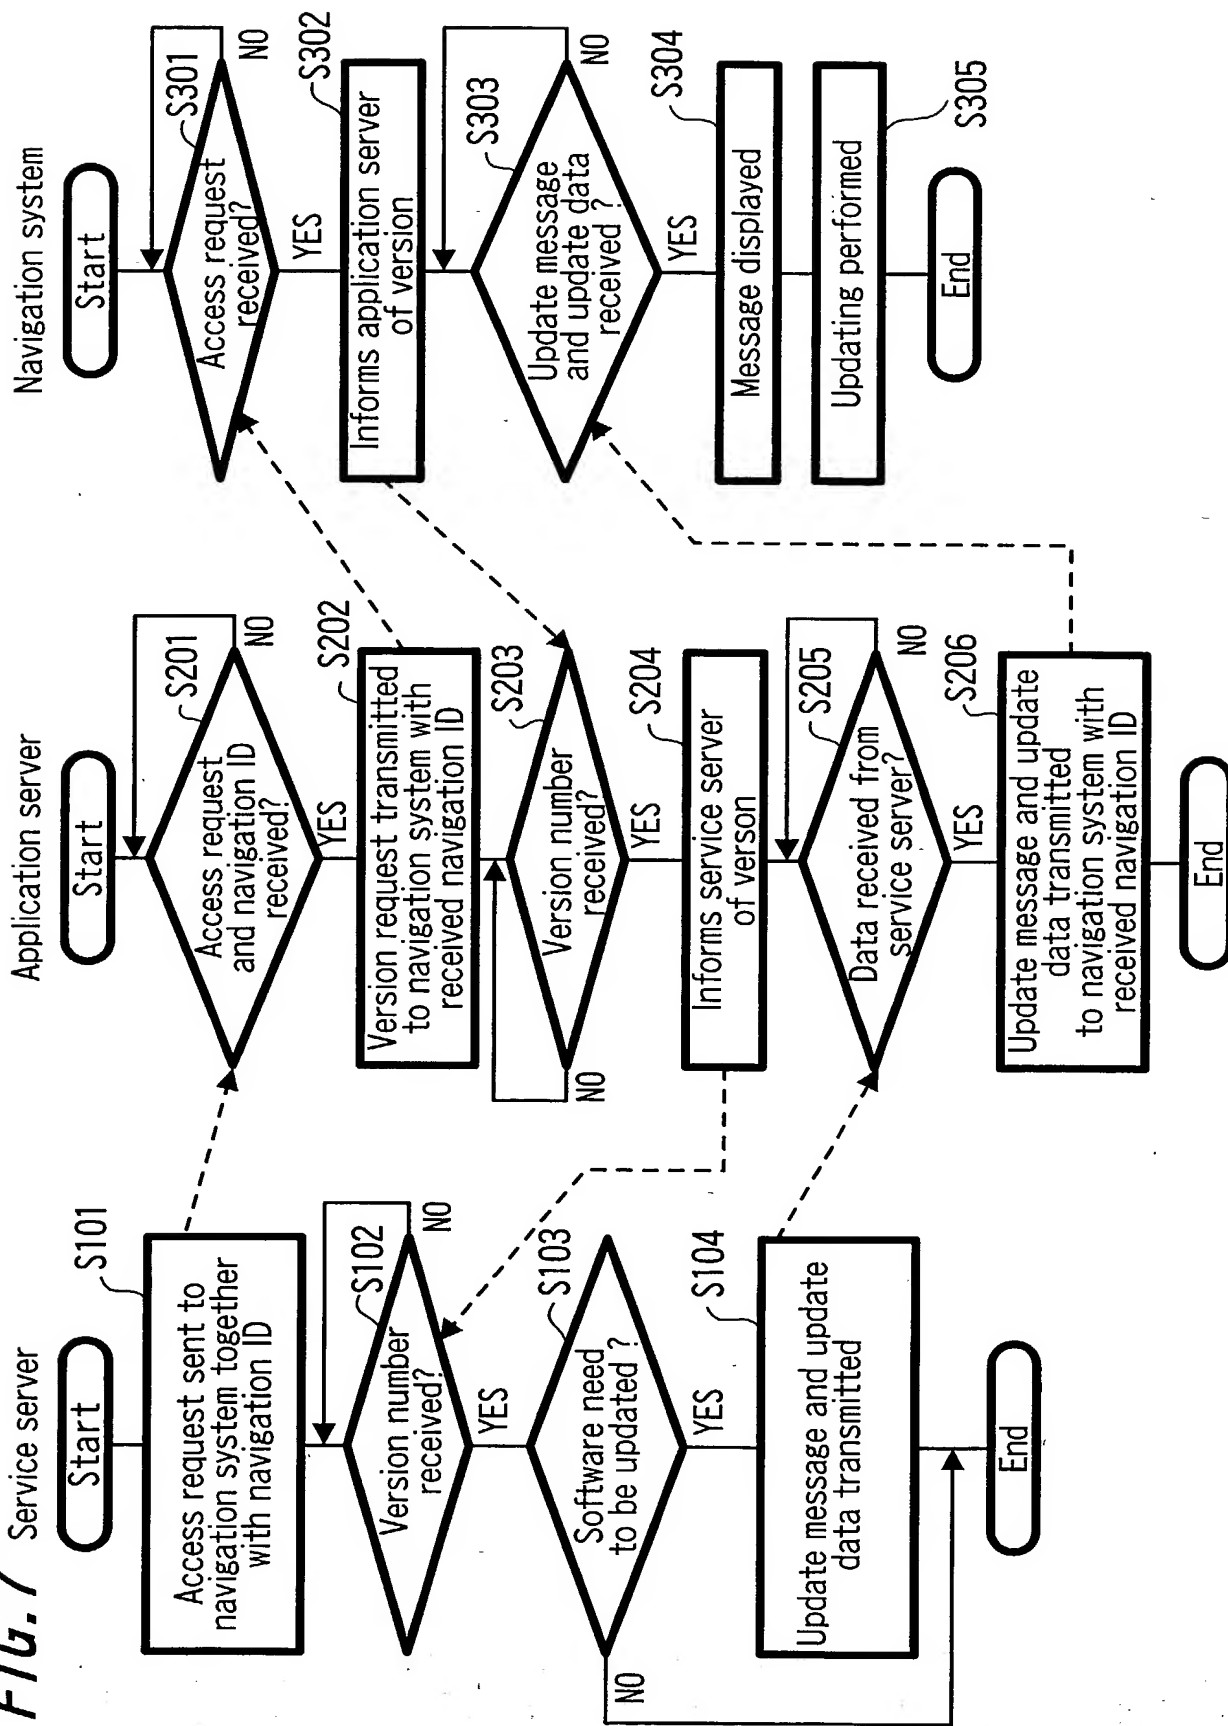 FIG. 7
Service server
Start
Access request sent to
navigation system together
with navigation ID
S101
Version number
received?
S102
NO
YES
Software need
to be updated ?
S103
NO
YES
Update message and update
data transmitted
S104
End
Application server
Start
Access request
and navigation ID
received?
S201
NO
YES
Version request transmitted
to navigation system with
received navigation ID
S202
Version number
received?
S203
NO
YES
Informs service server
of verson
S204
Data received from
service server?
S205
NO
YES
Update message and update
data transmitted
to navigation system with
received navigation ID
S206
End
Navigation system
Start
Access request
received?
S301
NO
YES
Informs application server
of version
S302
Update message
and update data
received ?
S303
NO
YES
Message displayed
S304
Updating performed
S305
End